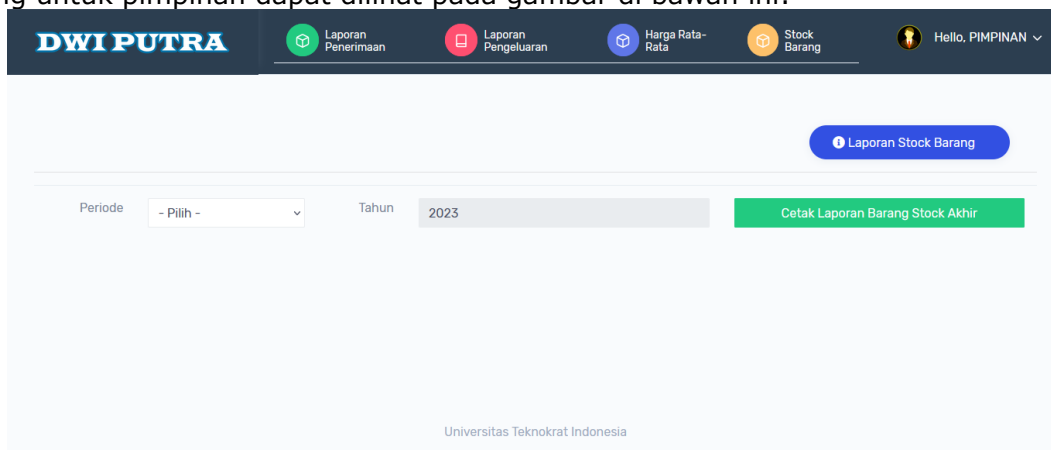 ng untuk pimpinan dapat dilihat pada gambar di bawah ini.
DWI PUTRA
Laporan
Penerimaan
Laporan
Pengeluaran
Harga Rata-
Rata
Stock
Barang
Hello, PIMPINAN
Laporan Stock Barang
Periode
- Pilih -
Tahun
2023
Cetak Laporan Barang Stock Akhir
Universitas Teknokrat Indonesia